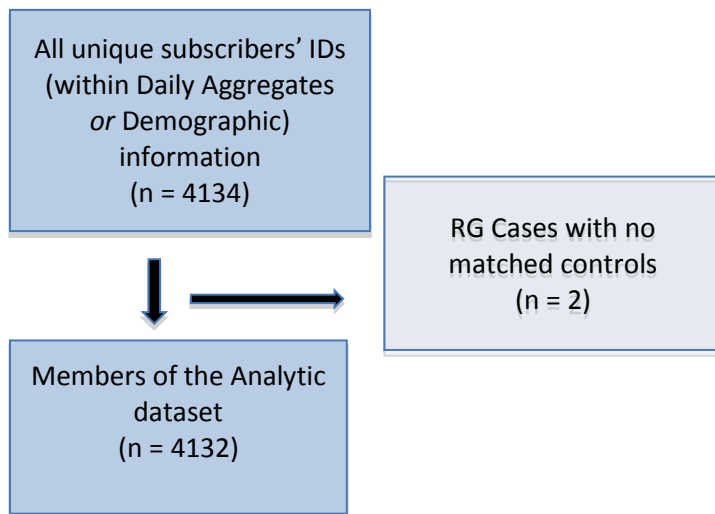 All unique subscribers’ IDs
(within Daily Aggregates
or Demographic)
information
(n = 4134)
RG Cases with no
matched controls
(n = 2)
Members of the Analytic
dataset
(n = 4132)